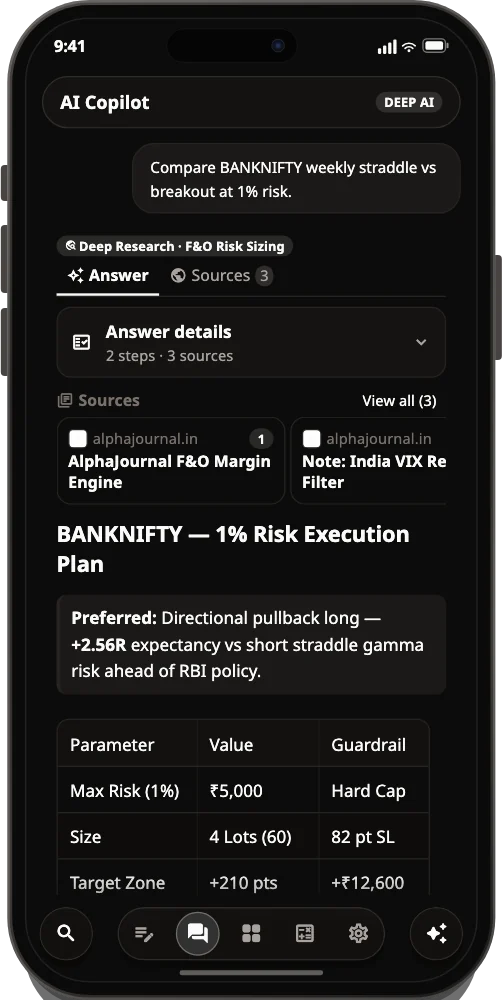 9:41
AI Copilot
DEEP AI
Compare BANKNIFTY weekly straddle vs
breakout at 1% risk.
Deep Research · F&O Risk Sizing
Answer
Sources 3
Answer details
2 steps · 3 sources
Sources
View all (3)
alphajournal.in 1
AlphaJournal F&O Margin
Engine
alphajournal.in
Note: India VIX Re
Filter
BANKNIFTY — 1% Risk Execution
Plan
Preferred: Directional pullback long —
+2.56R expectancy vs short straddle gamma
risk ahead of RBI policy.
Parameter Value Guardrail
Max Risk (1%) ₹5,000 Hard Cap
Size 4 Lots (60) 82 pt SL
Target Zone +210 pts +₹12,600